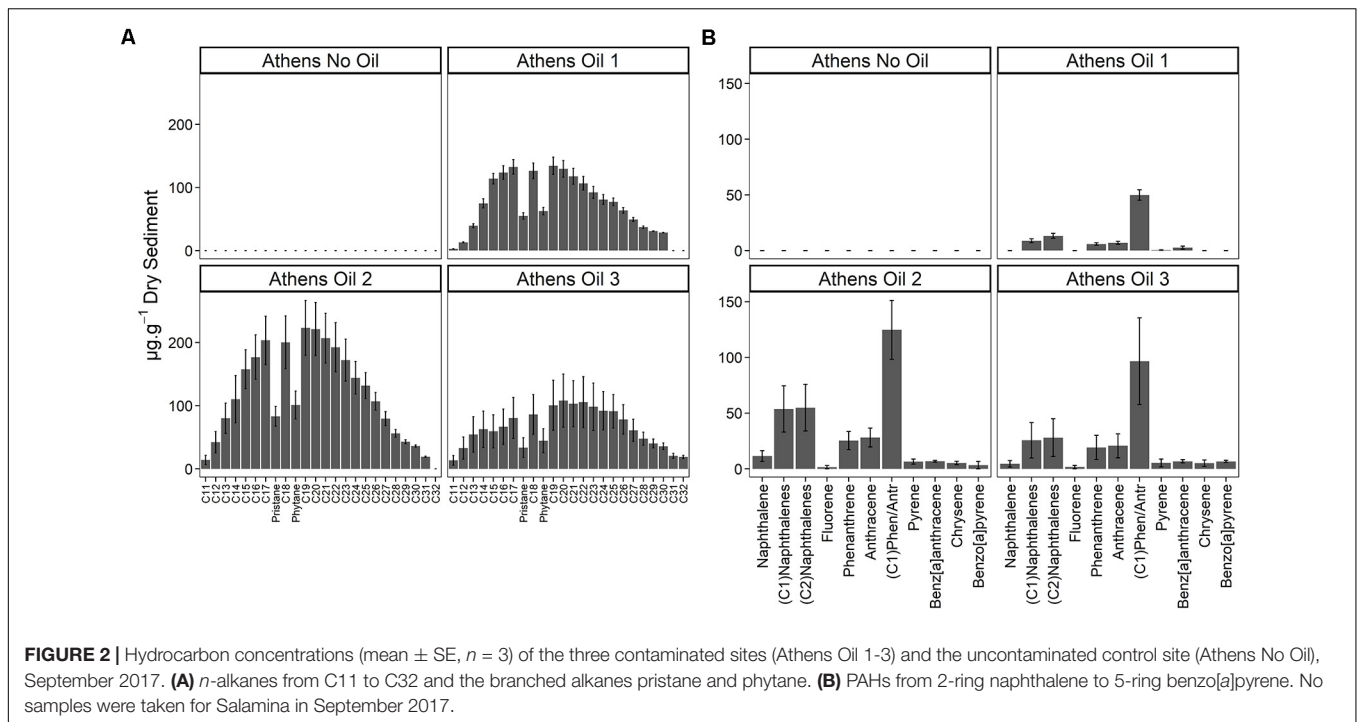 A
B
Athens No Oil
Athens Oil 1
Athens No Oil
Athens Oil 1
200
100
0
150
100
50
0
Athens Oil 2
Athens Oil 3
Athens Oil 2
Athens Oil 3
200
100
0
150
100
50
0
µg.g⁻¹ Dry Sediment
C11
C12
C13
C14
C15
C16
C17
Pristane
C18
Phytane
C19
C20
C21
C22
C23
C24
C25
C26
C27
C28
C29
C30
C31
C32
C11
C12
C13
C14
C15
C16
C17
Pristane
C18
Phytane
C19
C20
C21
C22
C23
C24
C25
C26
C27
C28
C29
C30
C31
C32
Naphthalene
(C1)Naphthalenes
(C2)Naphthalenes
Fluorene
Phenanthrene
Anthracene
(C1)Phen/Antr
Pyrene
Benz[a]anthracene
Chrysene
Benzo[a]pyrene
Naphthalene
(C1)Naphthalenes
(C2)Naphthalenes
Fluorene
Phenanthrene
Anthracene
(C1)Phen/Antr
Pyrene
Benz[a]anthracene
Chrysene
Benzo[a]pyrene
FIGURE 2 | Hydrocarbon concentrations (mean ± SE, n = 3) of the three contaminated sites (Athens Oil 1-3) and the uncontaminated control site (Athens No Oil),
September 2017. (A) n-alkanes from C11 to C32 and the branched alkanes pristane and phytane. (B) PAHs from 2-ring naphthalene to 5-ring benzo[a]pyrene. No
samples were taken for Salamina in September 2017.